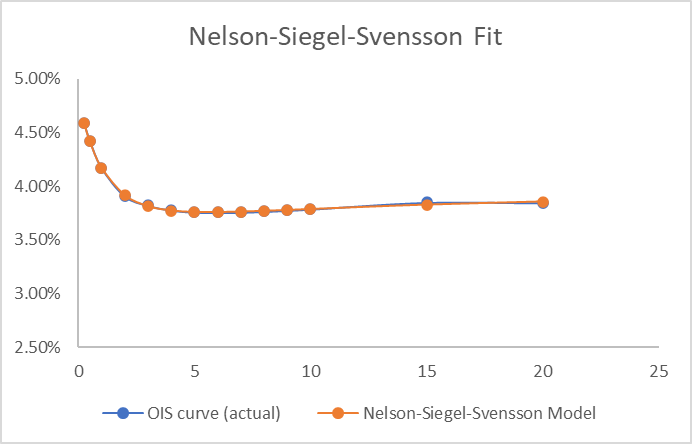 Nelson-Siegel-Svensson Fit
5.00%
4.50%
4.00%
3.50%
3.00%
2.50%
0 5 10 15 20 25
OIS curve (actual) Nelson-Siegel-Svensson Model